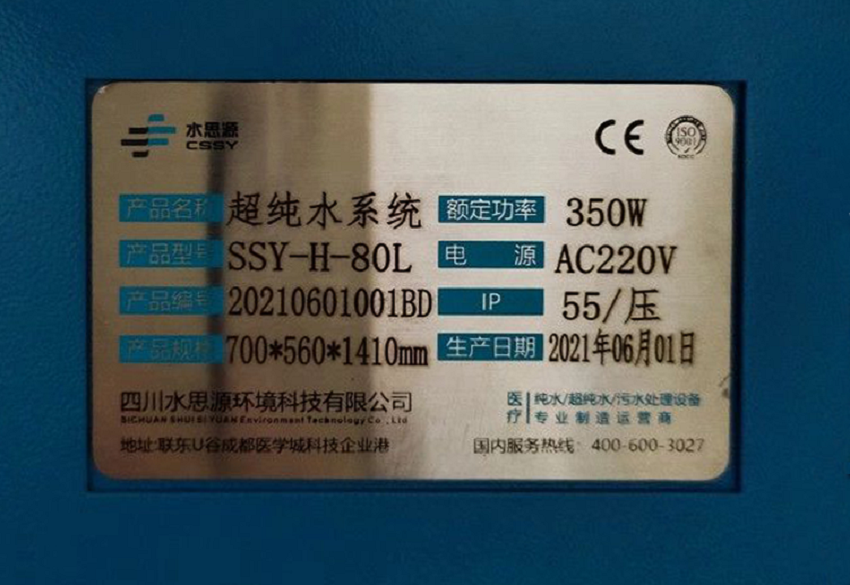 水思源
CSSY
CE
ISO
9001
产品名称 超纯水系统 额定功率 350W
产品型号 SSY-H-80L 电 源 AC220V
产品编号 20210601001BD IP 55/压
产品规格 700*560*1410mm 生产日期 2021年06月01日
四川水思源环境科技有限公司
SICHUAN SHUI SI YUAN Environment Technology Co., Ltd
医疗 纯水/超纯水/污水处理设备
专业制造运营商
地址:联东U谷成都医学城科技企业港
国内服务热线: 400-600-3027